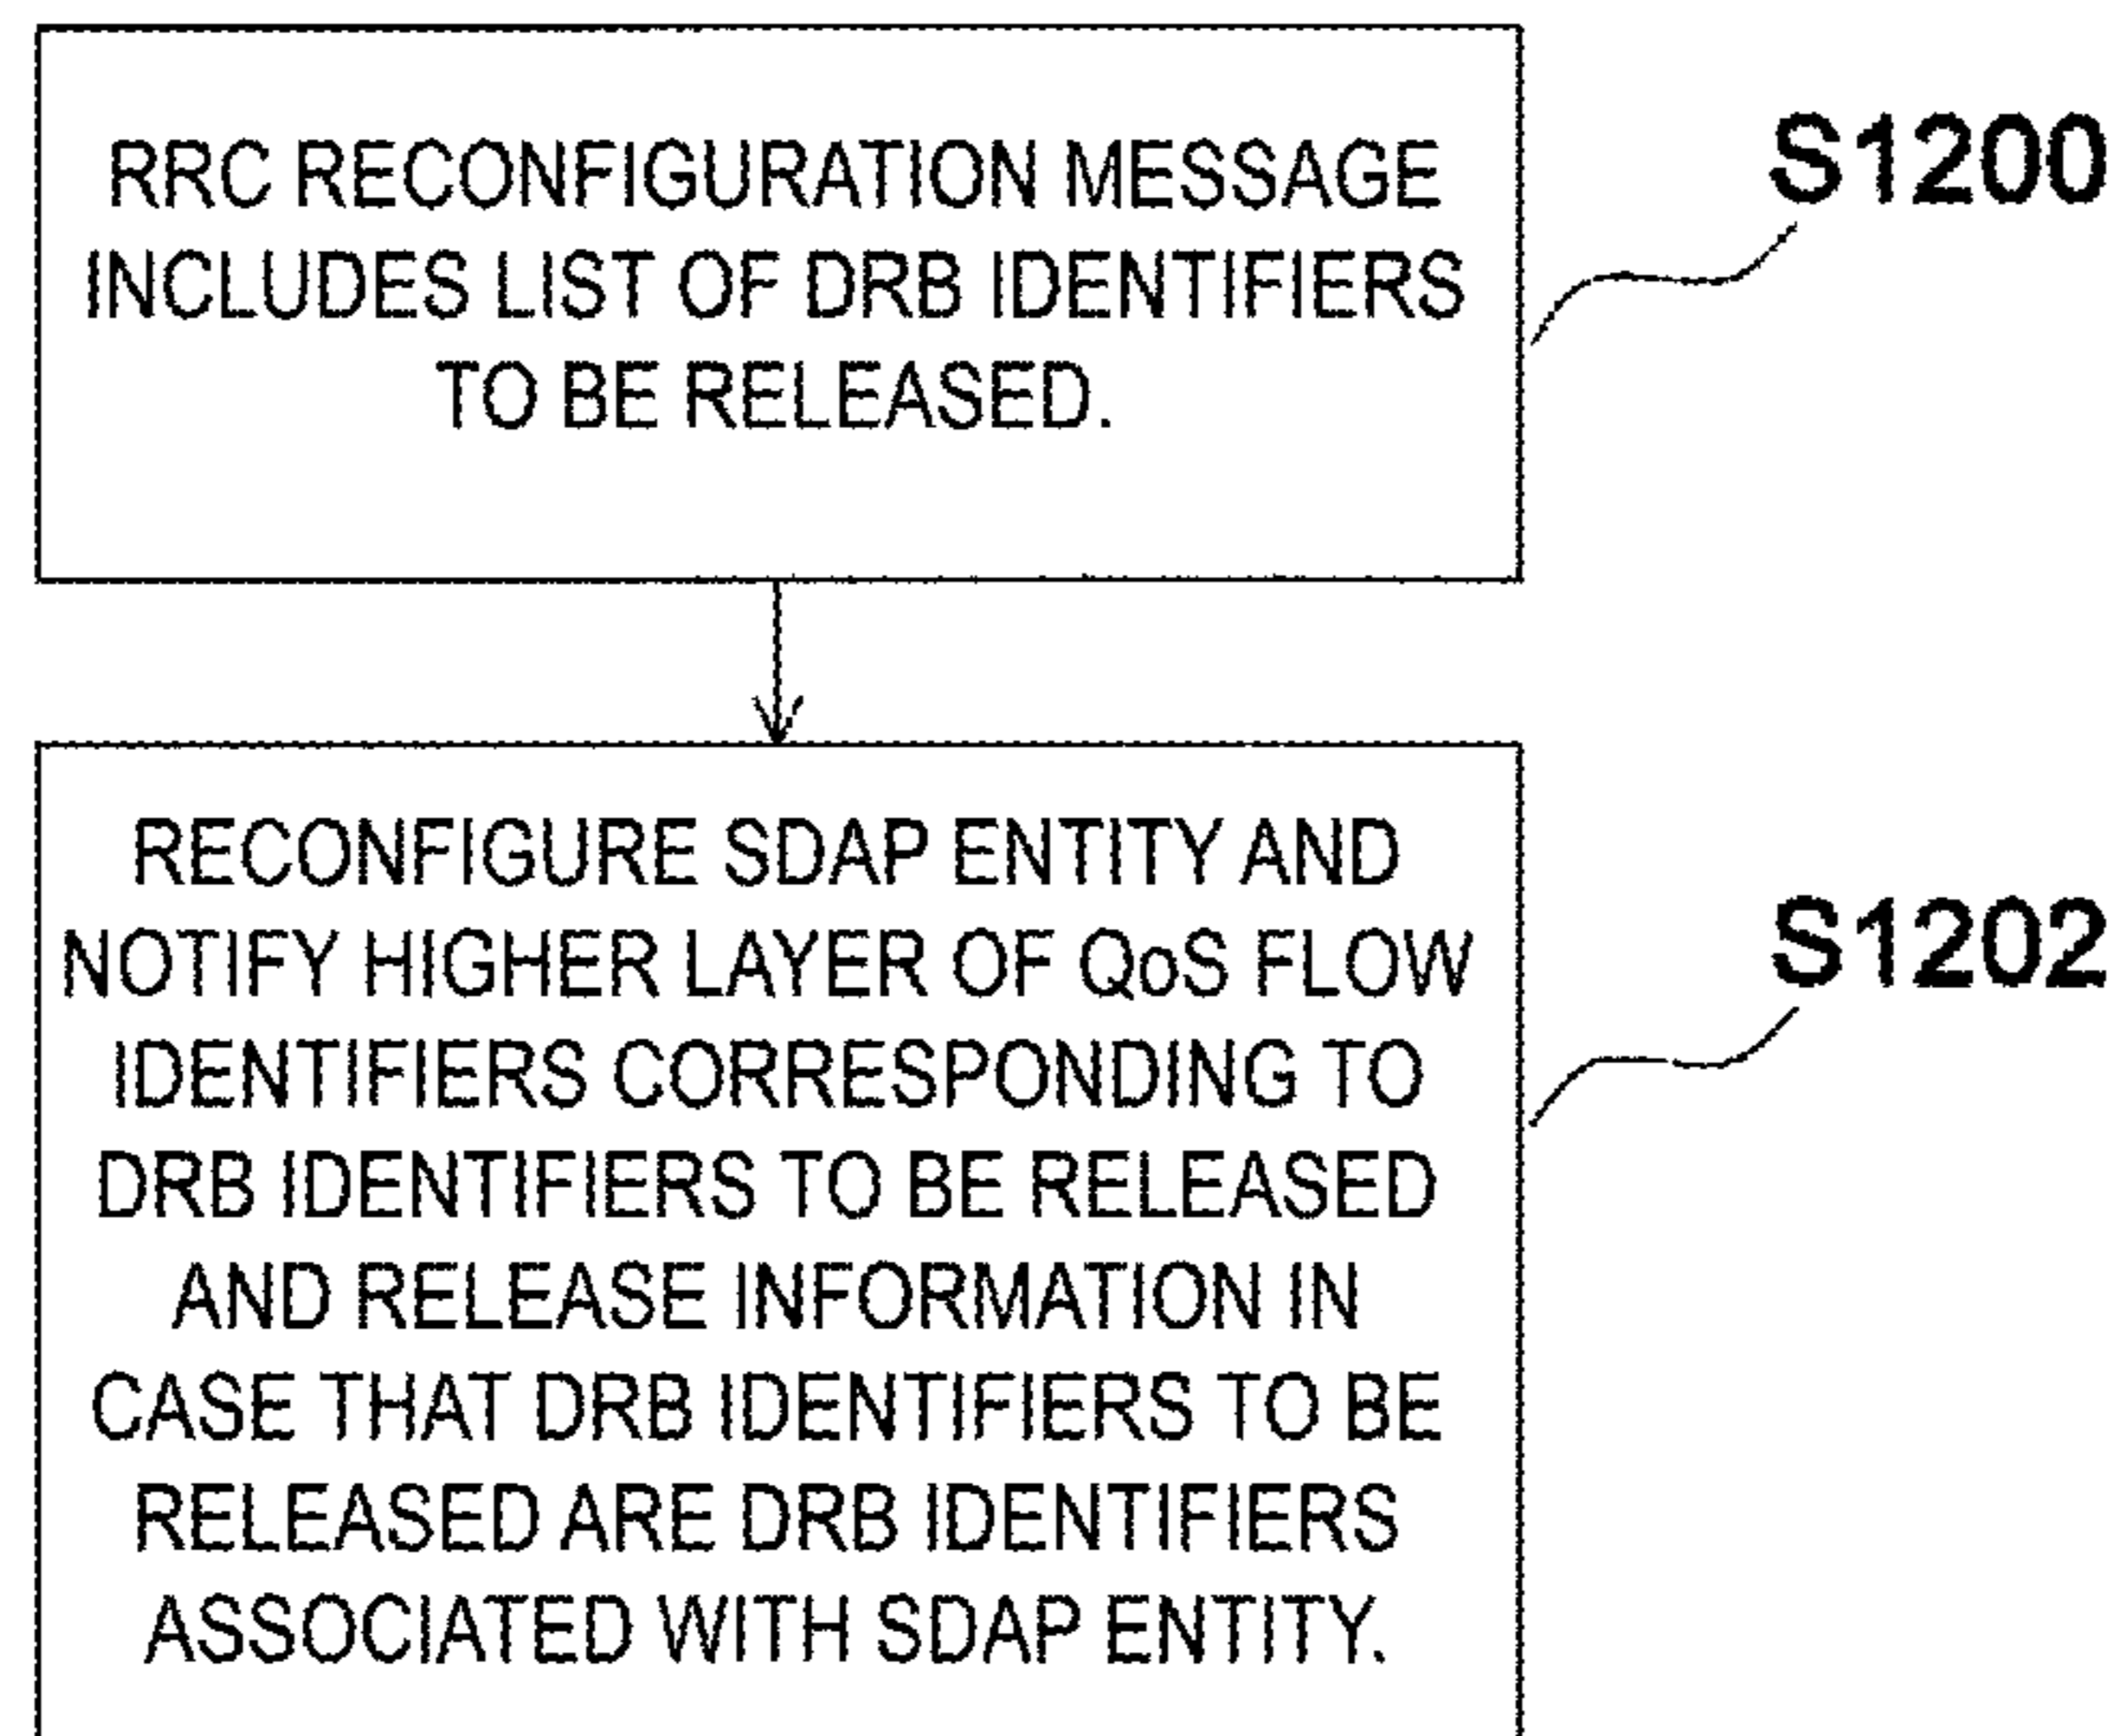 RRC RECONFIGURATION MESSAGE
INCLUDES LIST OF DRB IDENTIFIERS
TO BE RELEASED.
S1200
RECONFIGURE SDAP ENTITY AND
NOTIFY HIGHER LAYER OF QoS FLOW
IDENTIFIERS CORRESPONDING TO
DRB IDENTIFIERS TO BE RELEASED
AND RELEASE INFORMATION IN
CASE THAT DRB IDENTIFIERS TO BE
RELEASED ARE DRB IDENTIFIERS
ASSOCIATED WITH SDAP ENTITY.
S1202